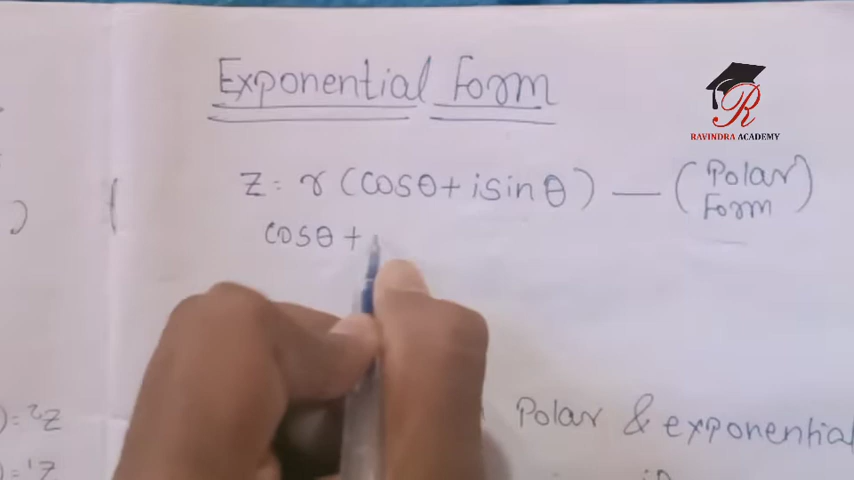 Exponential Form
RAVINDRA ACADEMY
z = r (cosθ + isinθ) — (Polar Form)
cosθ +
Polar & exponential